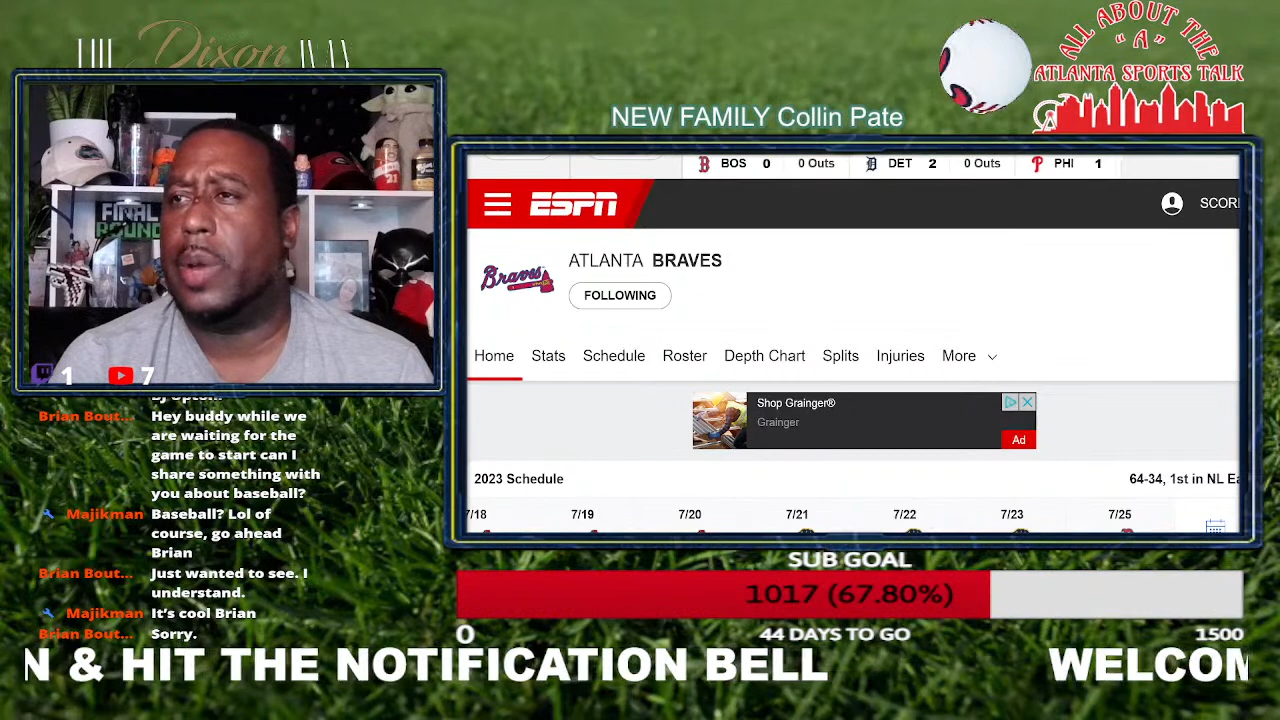 Dixon
ALL ABOUT THE
"A"
ATLANTA SPORTS TALK
NEW FAMILY Collin Pate
FINAL
ROUND
21
BOS 0 0 Outs DET 2 0 Outs PHI 1
ESPN
SCORE
ATLANTA BRAVES
Braves
FOLLOWING
Home Stats Schedule Roster Depth Chart Splits Injuries More
Shop Grainger®
Grainger
Ad
2023 Schedule
64-34, 1st in NL Ea
7/18 7/19 7/20 7/21 7/22 7/23 7/25
1 7
Brian Bout... Hey buddy while we
are waiting for the
game to start can I
share something with
you about baseball?
Majikman Baseball? Lol of
course, go ahead
Brian
Brian Bout... Just wanted to see. I
understand.
Majikman It's cool Brian
Brian Bout... Sorry.
SUB GOAL
1017 (67.80%)
0 44 DAYS TO GO 1500
N & HIT THE NOTIFICATION BELL WELCOM